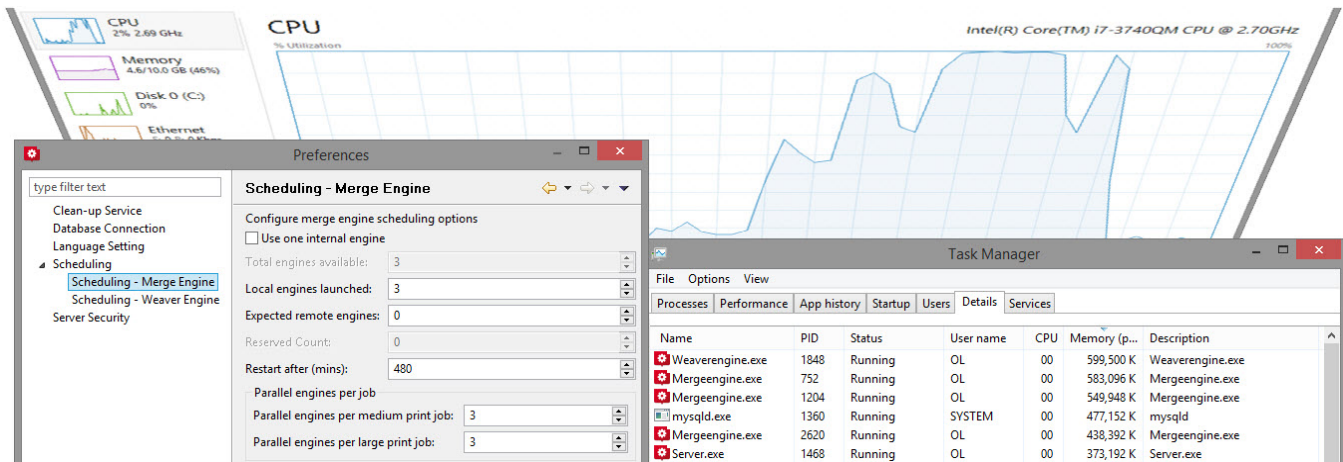 CPU
2% 2.69 GHz
Memory
4.6/10.0 GB (46%)
Disk 0 (C:)
0%
Ethernet
CPU
Intel(R) Core(TM) i7-3740QM CPU @ 2.70GHz
% Utilization
100%
Preferences
type filter text
Clean-up Service
Database Connection
Language Setting
Scheduling
Scheduling - Merge Engine
Scheduling - Weaver Engine
Server Security
Scheduling - Merge Engine
Configure merge engine scheduling options
Use one internal engine
Total engines available: 3
Local engines launched: 3
Expected remote engines: 0
Reserved Count: 0
Restart after (mins): 480
Parallel engines per job
Parallel engines per medium print job: 3
Parallel engines per large print job: 3
Task Manager
File Options View
Processes Performance App history Startup Users Details Services
Name PID Status User name CPU Memory (p... Description
Weaverengine.exe 1848 Running OL 00 599,500 K Weaverengine.exe
Mergeengine.exe 752 Running OL 00 583,096 K Mergeengine.exe
Mergeengine.exe 1204 Running OL 00 549,948 K Mergeengine.exe
mysqld.exe 1360 Running SYSTEM 00 477,152 K mysqld
Mergeengine.exe 2620 Running OL 00 438,392 K Mergeengine.exe
Server.exe 1468 Running OL 00 373,192 K Server.exe